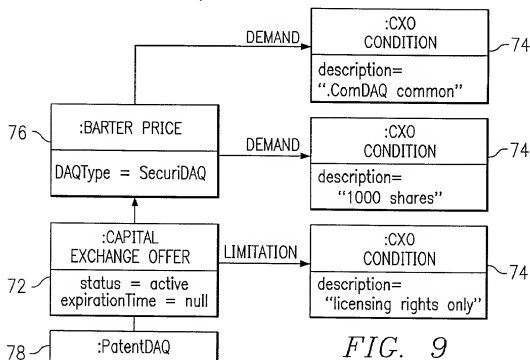 DEMAND
:CXO
CONDITION
74
description=
".ComDAQ common"
76
:BARTER PRICE
DAQType = SecuriDAQ
DEMAND
:CXO
CONDITION
74
description=
"1000 shares"
:CAPITAL
EXCHANGE OFFER
72
status = active
expirationTime = null
LIMITATION
:CXO
CONDITION
74
description=
"licensing rights only"
78
:PatentDAQ
FIG. 9